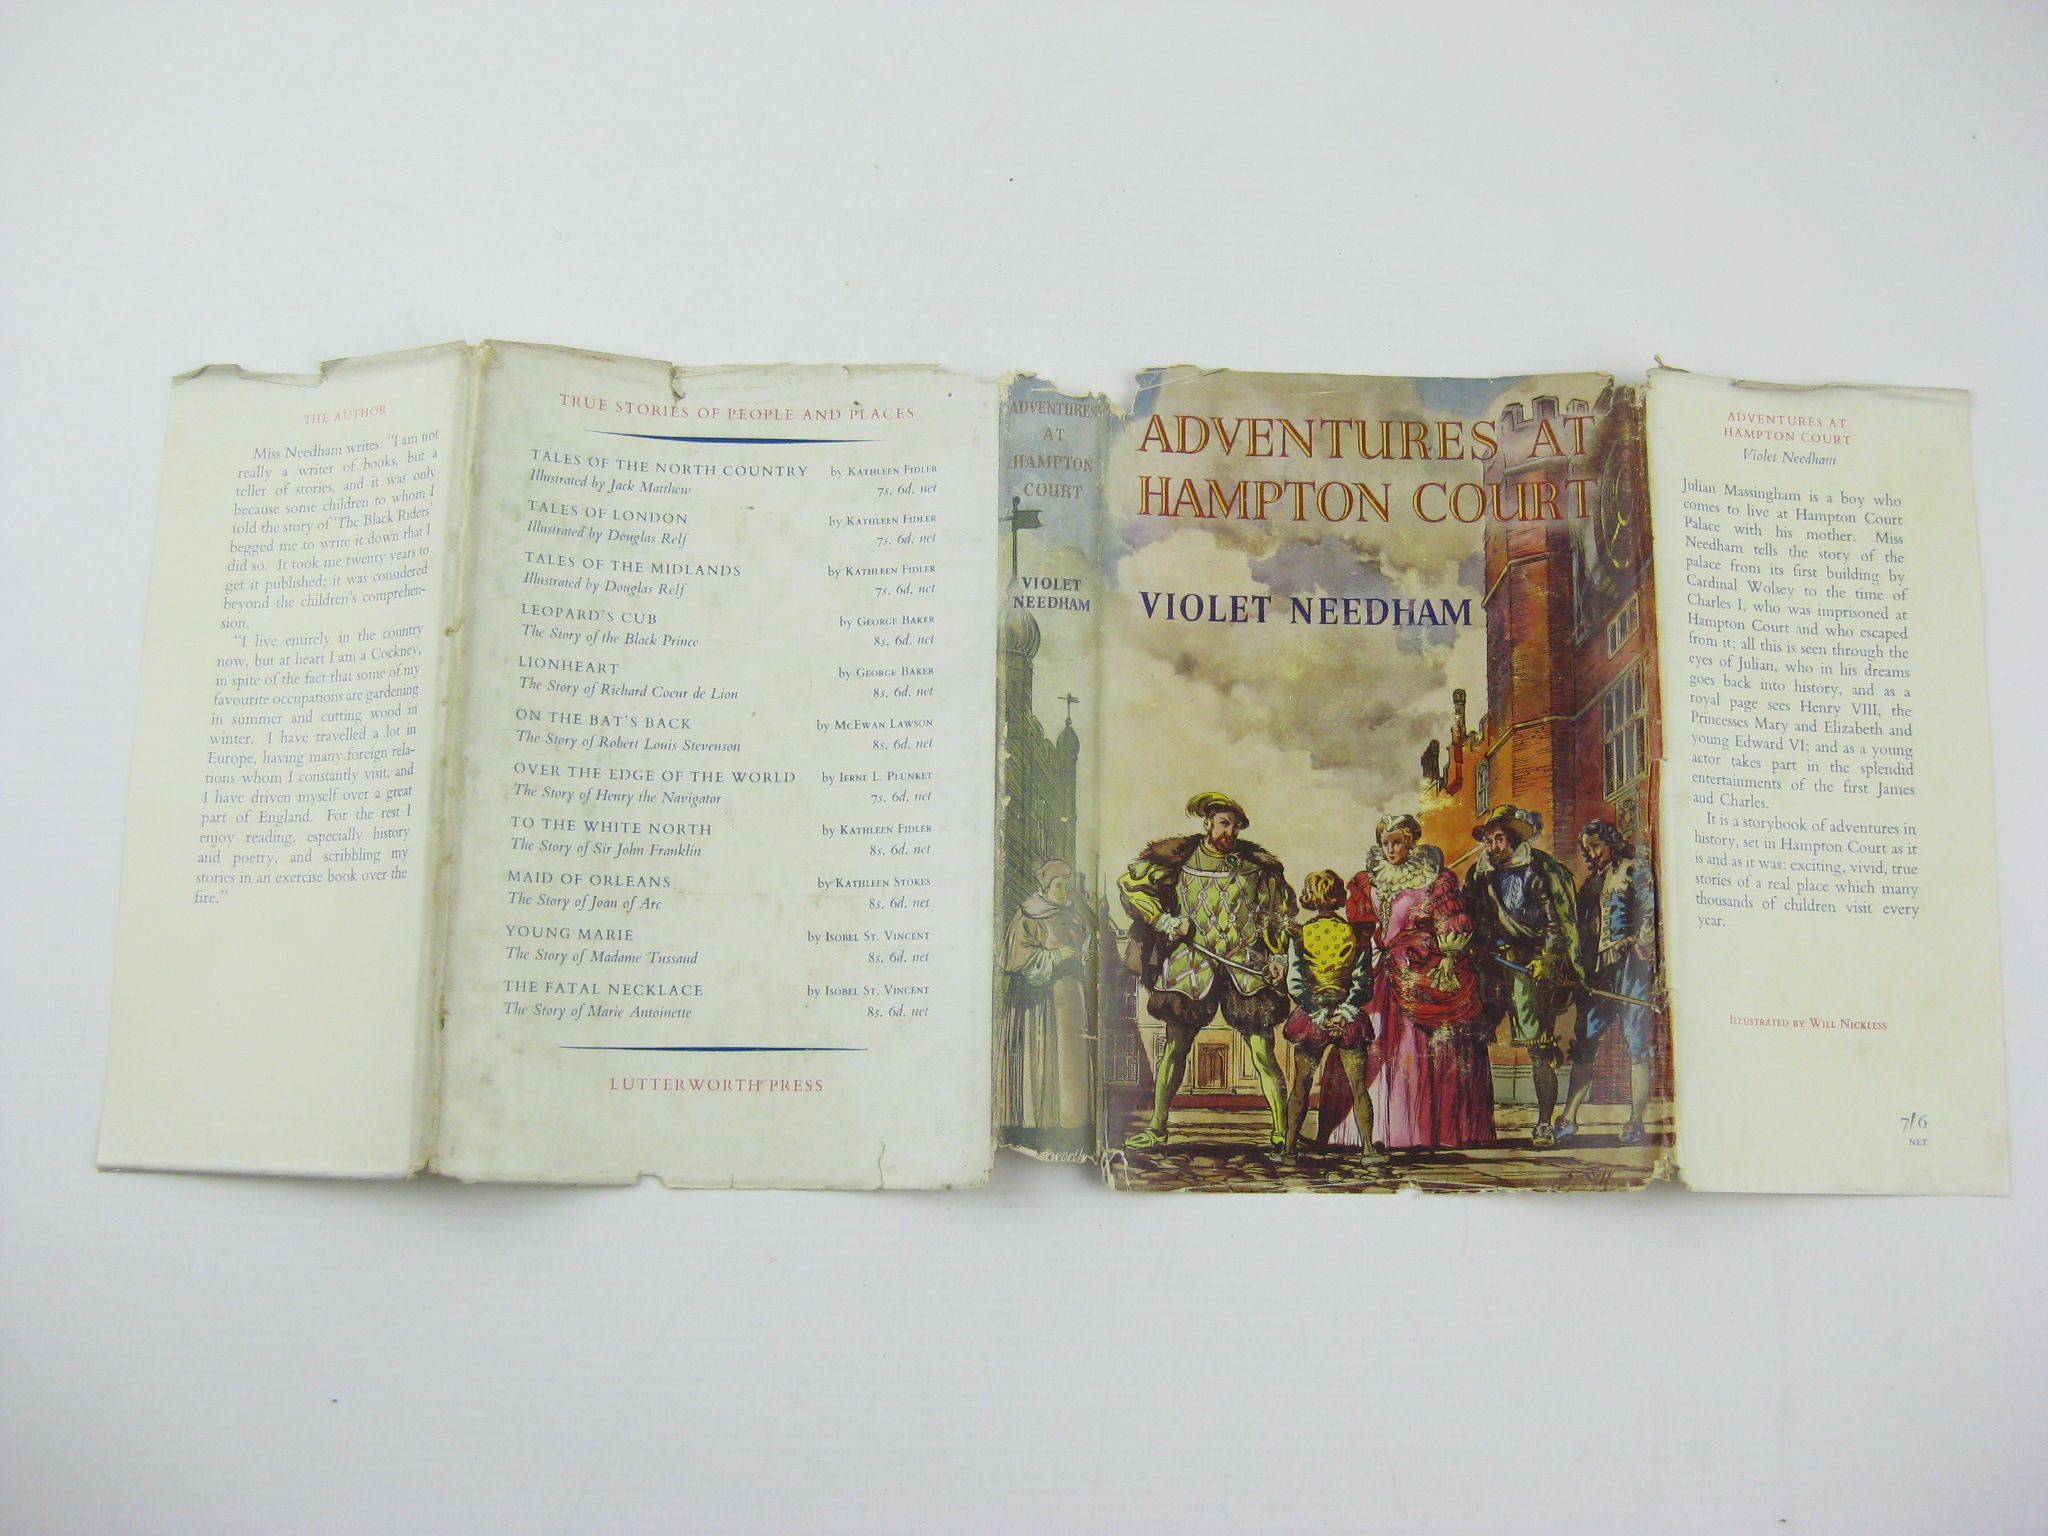 THE AUTHOR
Miss Needham writes: "I am not
really a writer of books, but a
teller of stories, and it was only
because some children to whom I
told the story of 'The Black Riders'
begged me to write it down that I
did so. It took me twenty years to
get it published; it was considered
beyond the children's comprehen-
sion.
"I live entirely in the country
now, but at heart I am a Cockney,
in spite of the fact that some of my
favourite occupations are gardening
in summer and cutting wood in
winter. I have travelled a lot in
Europe, having many foreign rela-
tions whom I constantly visit, and
I have driven myself over a great
part of England. For the rest I
enjoy reading, especially history
and poetry, and scribbling my
stories in an exercise book over the
fire."
TRUE STORIES OF PEOPLE AND PLACES
TALES OF THE NORTH COUNTRY by KATHLEEN FIDLER
Illustrated by Jack Matthew 7s. 6d. net
TALES OF LONDON by KATHLEEN FIDLER
Illustrated by Douglas Relf 7s. 6d. net
TALES OF THE MIDLANDS by KATHLEEN FIDLER
Illustrated by Douglas Relf 7s. 6d. net
LEOPARD'S CUB by GEORGE BAKER
The Story of the Black Prince 8s. 6d. net
LIONHEART by GEORGE BAKER
The Story of Richard Coeur de Lion 8s. 6d. net
ON THE BAT'S BACK by MCEWAN LAWSON
The Story of Robert Louis Stevenson 8s. 6d. net
OVER THE EDGE OF THE WORLD by IERNE L. PLUNKET
The Story of Henry the Navigator 7s. 6d. net
TO THE WHITE NORTH by KATHLEEN FIDLER
The Story of Sir John Franklin 8s. 6d. net
MAID OF ORLEANS by KATHLEEN STOKES
The Story of Joan of Arc 8s. 6d. net
YOUNG MARIE by ISOBEL ST. VINCENT
The Story of Madame Tussaud 8s. 6d. net
THE FATAL NECKLACE by ISOBEL ST. VINCENT
The Story of Marie Antoinette 8s. 6d. net
LUTTERWORTH PRESS
ADVENTURES
AT
HAMPTON
COURT
VIOLET
NEEDHAM
ADVENTURES AT
HAMPTON COURT
VIOLET NEEDHAM
ADVENTURES AT
HAMPTON COURT
Violet Needham
Julian Massingham is a boy who
comes to live at Hampton Court
Palace with his mother. Miss
Needham tells the story of the
palace from its first building by
Cardinal Wolsey to the time of
Charles I, who was imprisoned at
Hampton Court and who escaped
from it; all this is seen through the
eyes of Julian, who in his dreams
goes back into history, and as a
royal page sees Henry VIII, the
Princesses Mary and Elizabeth and
young Edward VI; and as a young
actor takes part in the splendid
entertainments of the first James
and Charles.
It is a storybook of adventures in
history, set in Hampton Court as it
is and as it was: exciting, vivid, true
stories of a real place which many
thousands of children visit every
year.
ILLUSTRATED BY WILL NICKLESS
7/6
NET